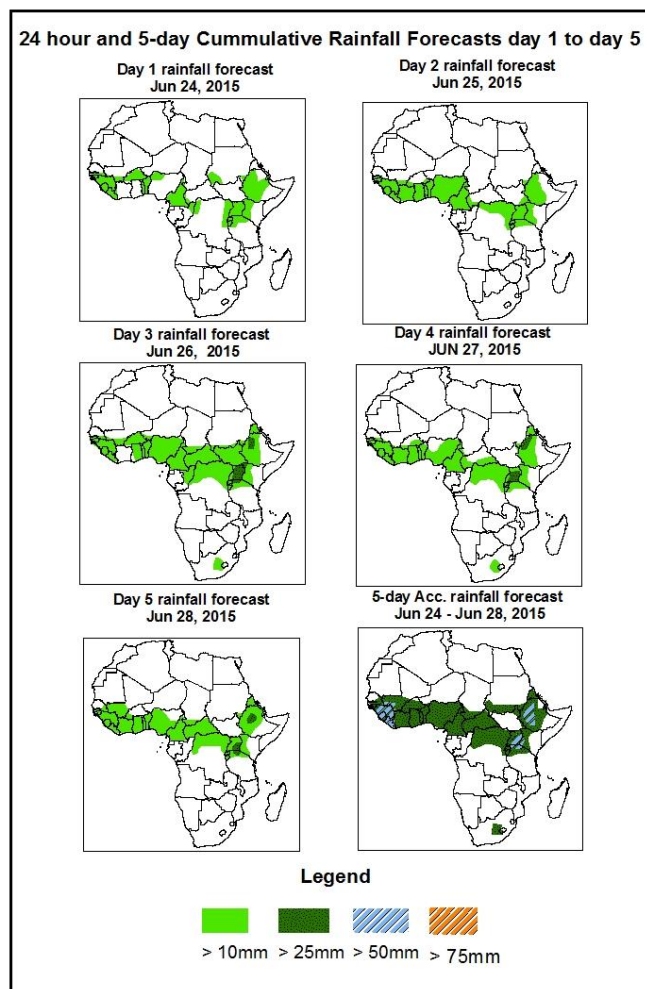 24 hour and 5-day Cummulative Rainfall Forecasts day 1 to day 5
Day 1 rainfall forecast
Jun 24, 2015
Day 2 rainfall forecast
Jun 25, 2015
Day 3 rainfall forecast
Jun 26, 2015
Day 4 rainfall forecast
JUN 27, 2015
Day 5 rainfall forecast
Jun 28, 2015
5-day Acc. rainfall forecast
Jun 24 - Jun 28, 2015
Legend
> 10mm > 25mm > 50mm > 75mm